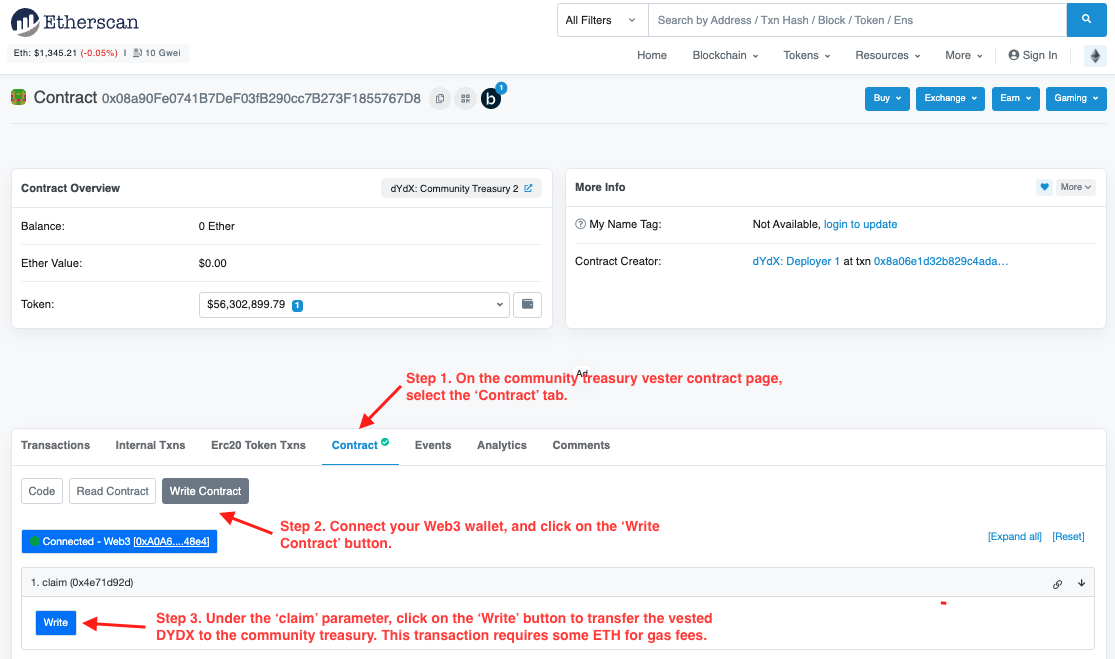 Etherscan
All Filters
Search by Address / Txn Hash / Block / Token / Ens
Eth: $1,345.21 (-0.05%) | 10 Gwei
Home Blockchain Tokens Resources More Sign In
Contract 0x08a90Fe0741B7DeF03fB290cc7B273F1855767D8 b 1
Buy Exchange Earn Gaming
Contract Overview
dYdX: Community Treasury 2
Balance: 0 Ether
Ether Value: $0.00
Token: $56,302,899.79 1
More Info
More
My Name Tag: Not Available, login to update
Contract Creator: dYdX: Deployer 1 at txn 0x8a06e1d32b829c4ada…
Ad
Step 1. On the community treasury vester contract page,
select the ‘Contract’ tab.
Transactions Internal Txns Erc20 Token Txns Contract Events Analytics Comments
Code Read Contract Write Contract
Step 2. Connect your Web3 wallet, and click on the ‘Write
Contract’ button.
Connected - Web3 [0xA0A6....48e4]
[Expand all] [Reset]
1. claim (0x4e71d92d)
Write
Step 3. Under the ‘claim’ parameter, click on the ‘Write’ button to transfer the vested
DYDX to the community treasury. This transaction requires some ETH for gas fees.